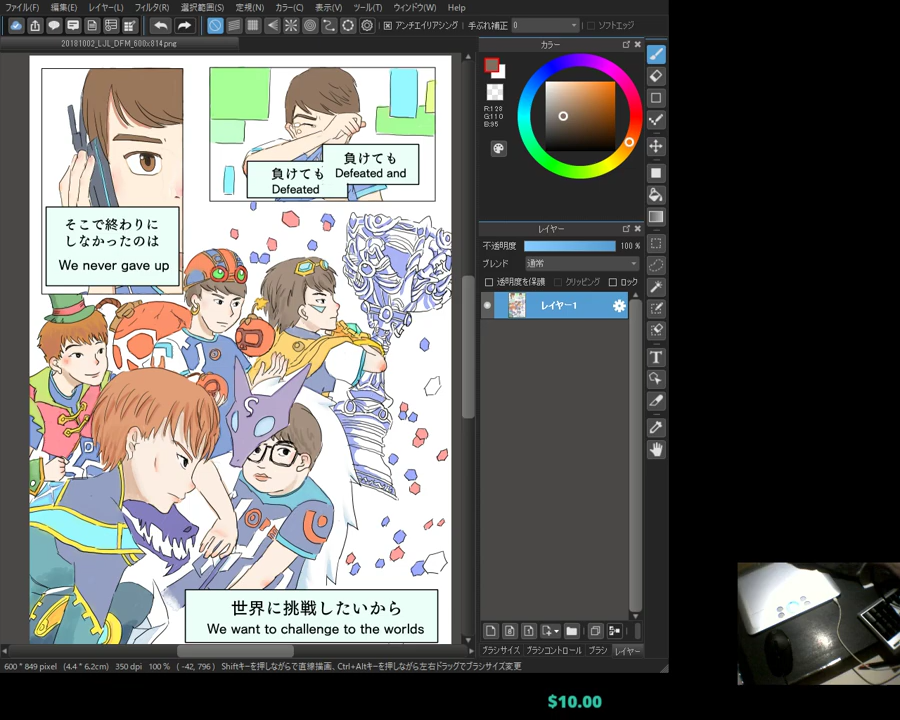 ファイル(F) 編集(E) レイヤー(L) フィルタ(R) 選択範囲(S) 定規(N) カラー(C) 表示(V) ツール(T) ウィンドウ(W) Help
アンチエイリアシング 手ぶれ補正 0 ソフトエッジ
20181002_LJL_DFM_600x814.png
カラー
R:128
G:110
B:95
負けても
Defeated
負けても
Defeated and
そこで終わりに
しなかったのは
We never gave up
レイヤー
不透明度 100 %
ブレンド 通常
透明度を保護 クリッピング ロック
レイヤー1
T
世界に挑戦したいから
We want to challenge to the worlds
ブラシサイズ ブラシコントロール ブラシ レイヤー
600 * 849 pixel (4.4 * 6.2cm) 350 dpi 100 % ( -42, 796 ) Shiftキーを押しながらで直線描画、Ctrl+Altキーを押しながら左右ドラッグでブラシサイズ変更
$10.00